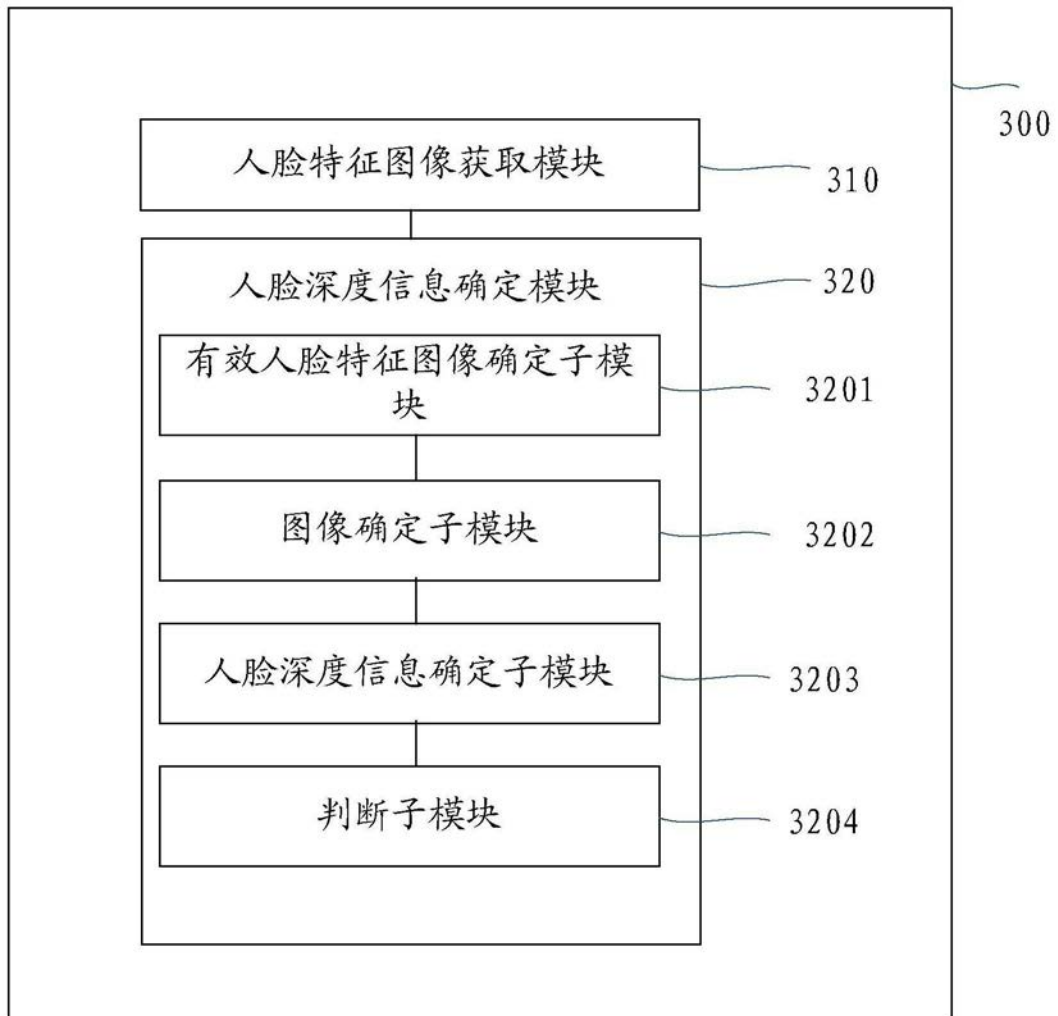 300
人脸特征图像获取模块
310
人脸深度信息确定模块
320
有效人脸特征图像确定子模
块
3201
图像确定子模块
3202
人脸深度信息确定子模块
3203
判断子模块
3204